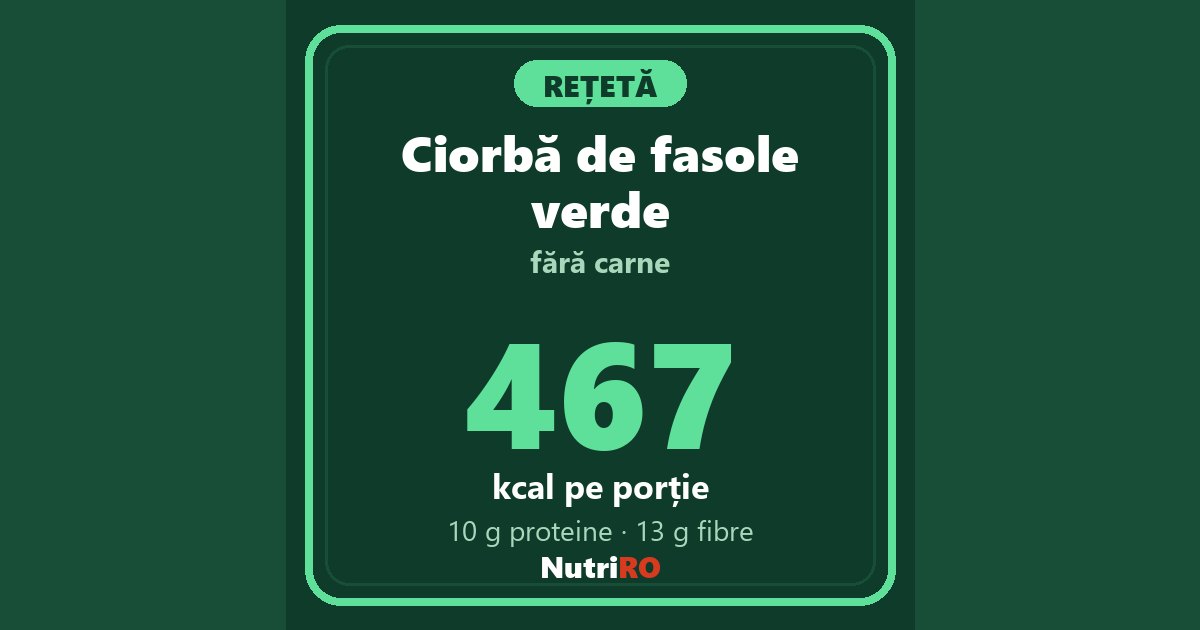 REȚETĂ
Ciorbă de fasole
verde
fără carne
467
kcal pe porție
10 g proteine · 13 g fibre
NutriRO